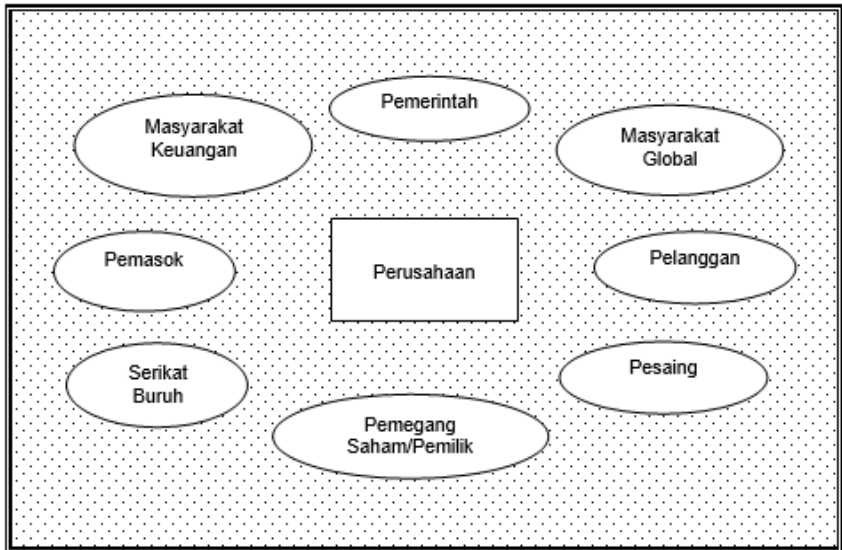 Pemerintah
Masyarakat
Keuangan
Masyarakat
Global
Pemasok
Perusahaan
Pelanggan
Serikat
Buruh
Pesaing
Pemegang
Saham/Pemilik